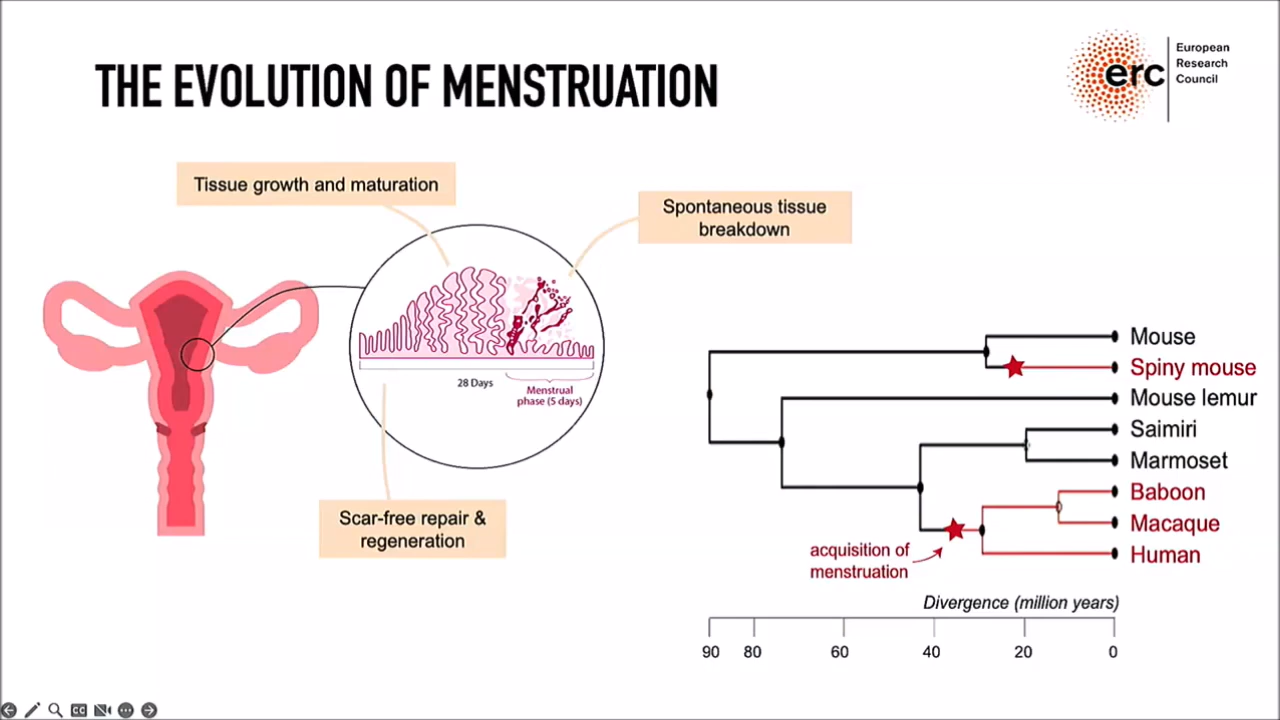 THE EVOLUTION OF MENSTRUATION
erc
European
Research
Council
Tissue growth and maturation
Spontaneous tissue
breakdown
28 Days
Menstrual
phase (5 days)
Scar-free repair &
regeneration
Mouse
Spiny mouse
Mouse lemur
Saimiri
Marmoset
Baboon
Macaque
Human
acquisition of
menstruation
Divergence (million years)
90 80 60 40 20 0
CC